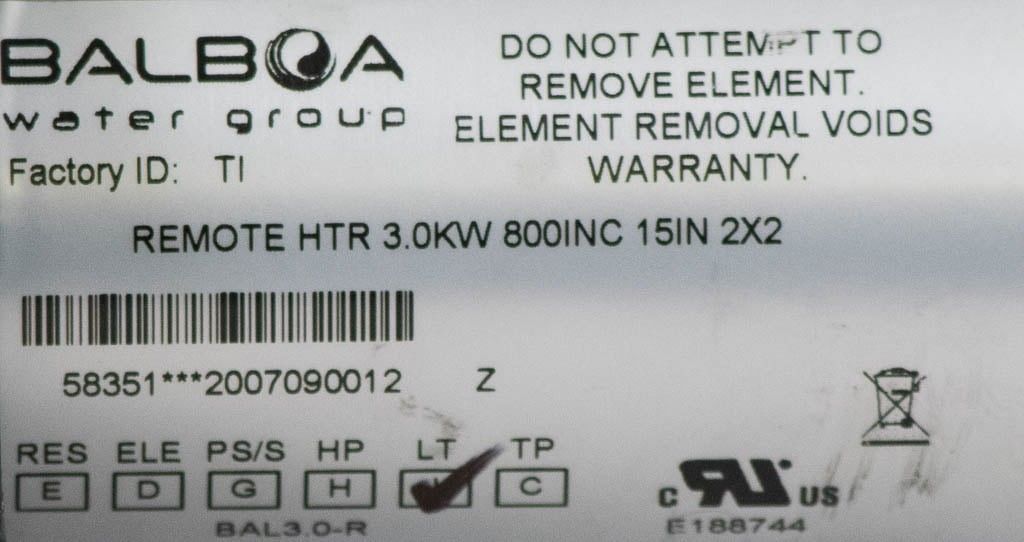 BALBOA
water group
DO NOT ATTEMPT TO
REMOVE ELEMENT.
ELEMENT REMOVAL VOIDS
WARRANTY.
Factory ID: TI
REMOTE HTR 3.0KW 800INC 15IN 2X2
58351***2007090012 Z
RES ELE PS/S HP LT TP
E D G H C
BAL3.0-R
C UR US
E188744